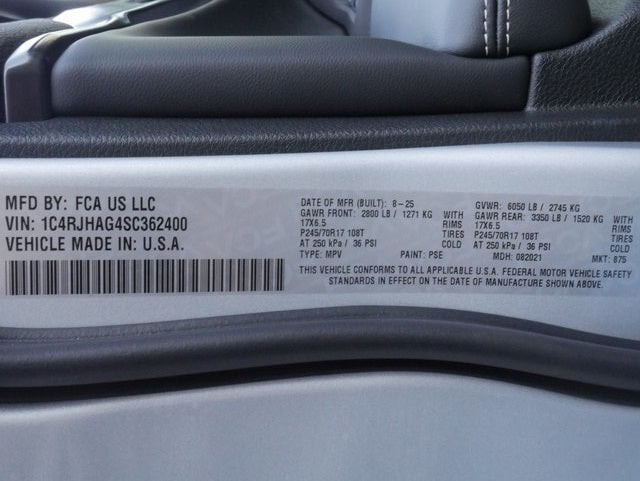 MFD BY: FCA US LLC
VIN: 1C4RJHAG4SC362400
VEHICLE MADE IN: U.S.A.
DATE OF MFR (BUILT): 8-25
GAWR FRONT: 2800 LB / 1271 KG WITH
17X6.5 RIMS
P245/70R17 108T TIRES
AT 250 kPa / 36 PSI COLD
TYPE: MPV PAINT: PSE
GVWR: 6050 LB / 2745 KG
GAWR REAR: 3350 LB / 1520 KG WITH
17X6.5 RIMS
P245/70R17 108T TIRES
AT 250 kPa / 36 PSI COLD
MDH: 082021 MKT: 875
THIS VEHICLE CONFORMS TO ALL APPLICABLE U.S.A. FEDERAL MOTOR VEHICLE SAFETY
STANDARDS IN EFFECT ON THE DATE OF MANUFACTURE SHOWN ABOVE.